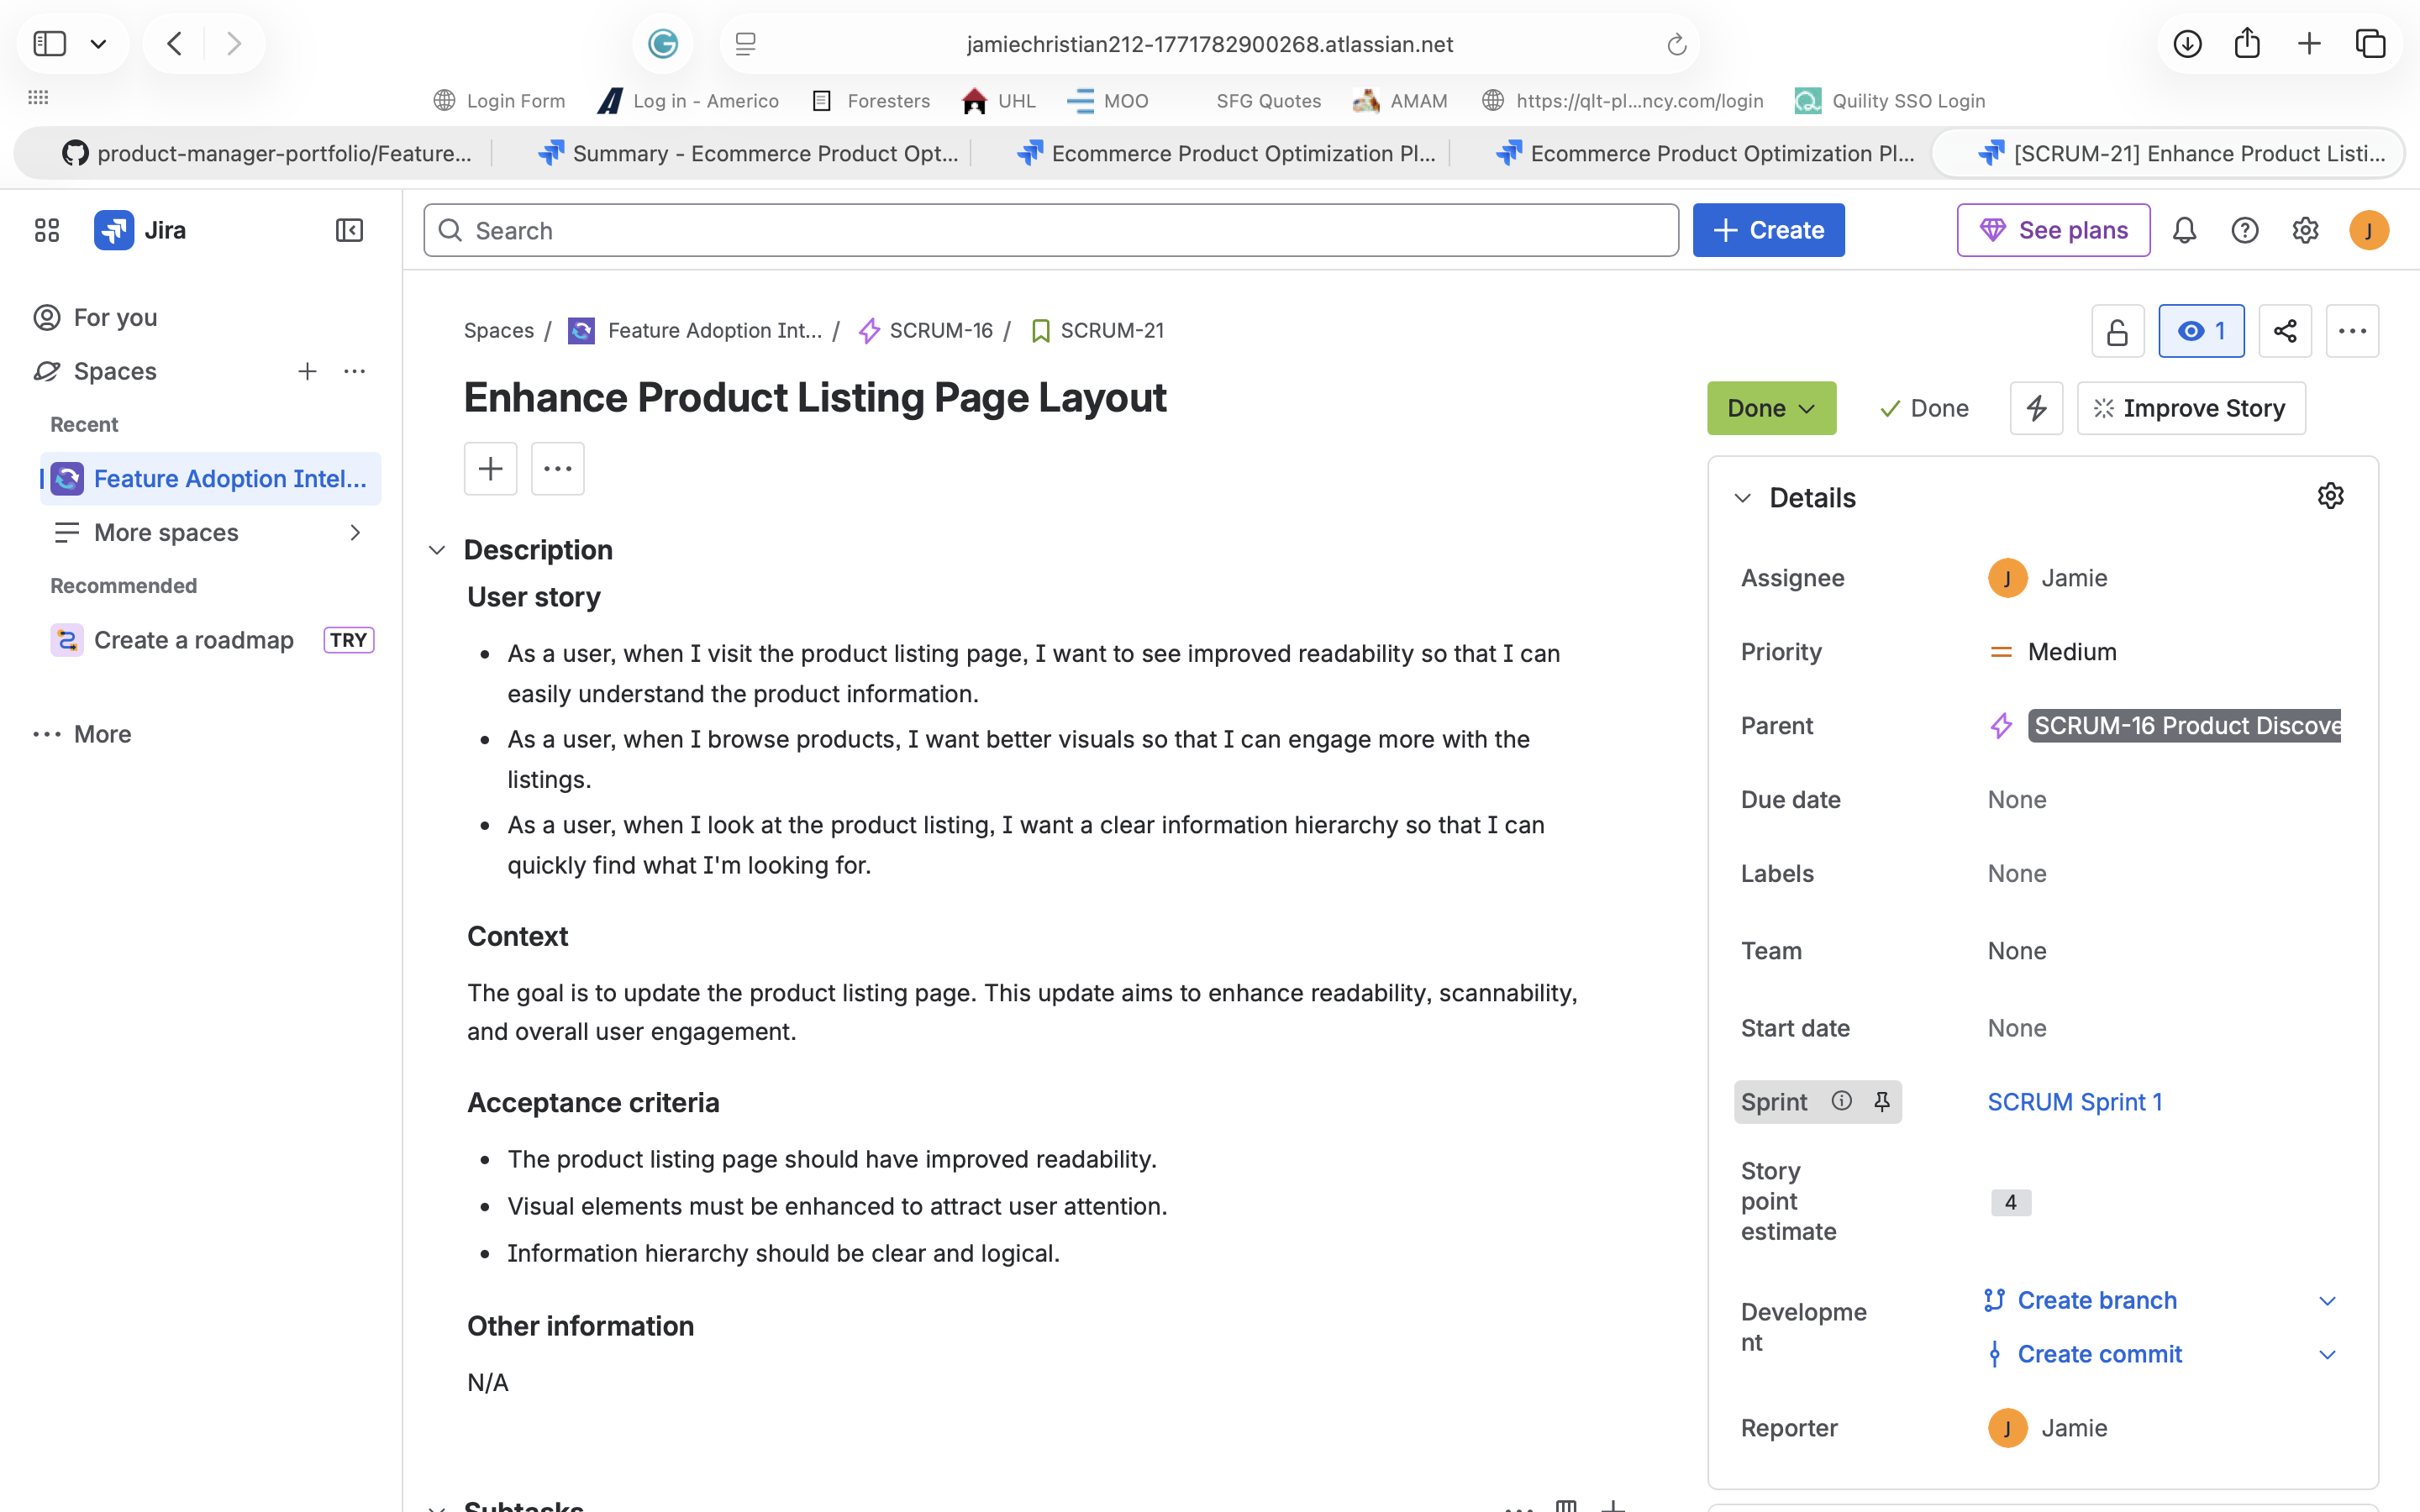 jamiechristian212-1771782900268.atlassian.net
Login Form
Log in - Americo
Foresters
UHL
MOO
SFG Quotes
AMAM
https://qlt-pl...ncy.com/login
Quility SSO Login
product-manager-portfolio/Feature...
Summary - Ecommerce Product Opt...
Ecommerce Product Optimization Pl...
Ecommerce Product Optimization Pl...
[SCRUM-21] Enhance Product Listi...
Jira
Search
Create
See plans
J
For you
Spaces
Recent
Feature Adoption Intel...
More spaces
Recommended
Create a roadmap TRY
More
Spaces / Feature Adoption Int... / SCRUM-16 / SCRUM-21
1
Enhance Product Listing Page Layout
Done
Done
Improve Story
Description
User story
• As a user, when I visit the product listing page, I want to see improved readability so that I can
easily understand the product information.
• As a user, when I browse products, I want better visuals so that I can engage more with the
listings.
• As a user, when I look at the product listing, I want a clear information hierarchy so that I can
quickly find what I'm looking for.
Context
The goal is to update the product listing page. This update aims to enhance readability, scannability,
and overall user engagement.
Acceptance criteria
• The product listing page should have improved readability.
• Visual elements must be enhanced to attract user attention.
• Information hierarchy should be clear and logical.
Other information
N/A
Subtasks
Details
Assignee
J Jamie
Priority
Medium
Parent
SCRUM-16 Product Discove
Due date
None
Labels
None
Team
None
Start date
None
Sprint
SCRUM Sprint 1
Story
point
estimate
4
Developme
nt
Create branch
Create commit
Reporter
J Jamie